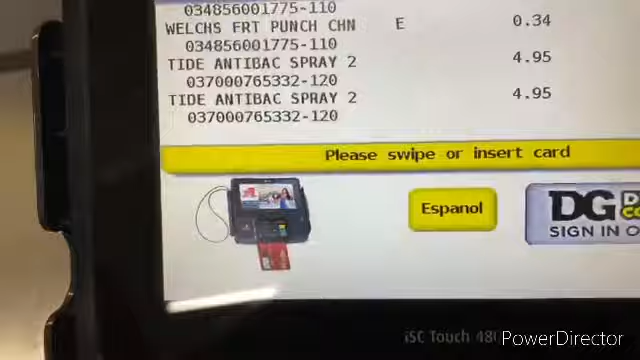 034856001775-110
WELCHS FRT PUNCH CHN E 0.34
034856001775-110
TIDE ANTIBAC SPRAY 2 4.95
037000765332-120
TIDE ANTIBAC SPRAY 2 4.95
037000765332-120
Please swipe or insert card
Espanol
DG
SIGN IN O
iSC Touch 480
PowerDirector